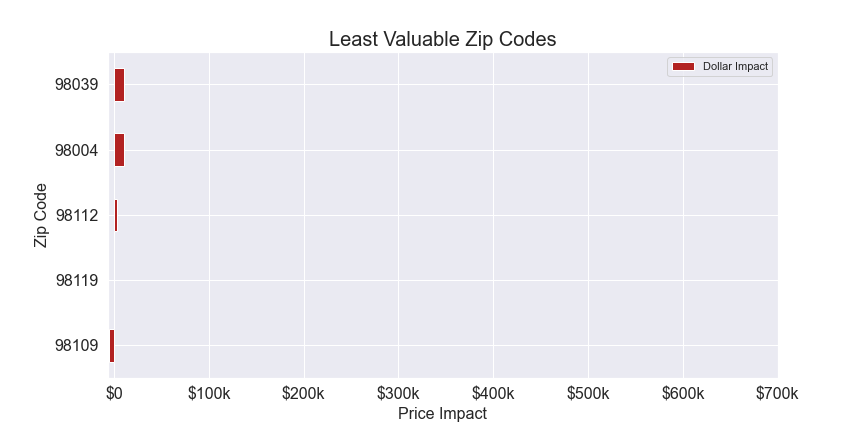 Least Valuable Zip Codes
Dollar Impact
Zip Code
98039
98004
98112
98119
98109
$0 $100k $200k $300k $400k $500k $600k $700k
Price Impact